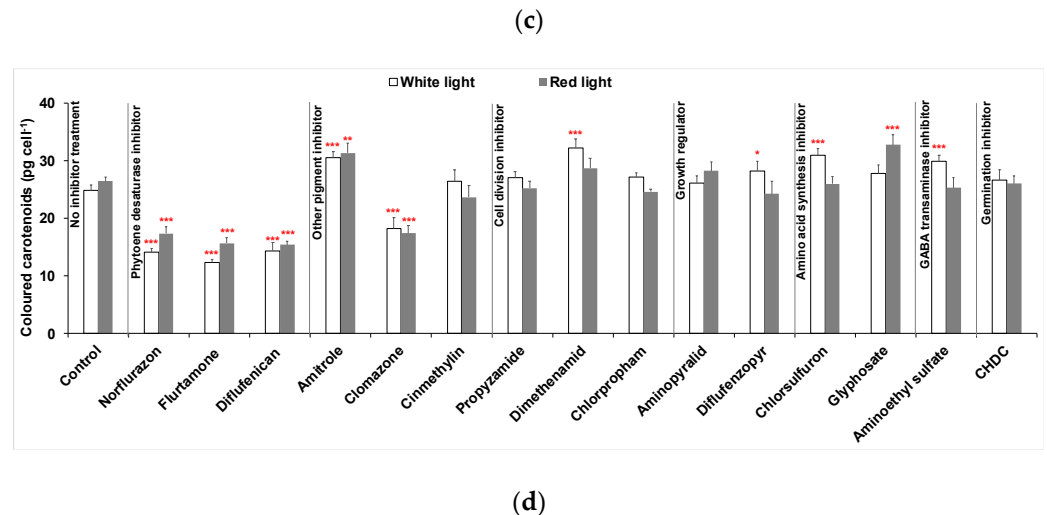 (c)
White light Red light
Coloured carotenoids (pg cell-1)
40
30
20
10
0
No inhibitor treatment
Phytoene desaturase inhibitor
Other pigment inhibitor
Cell division inhibitor
Growth regulator
Amino acid synthesis inhibitor
GABA transaminase inhibitor
Germination inhibitor
*** ***
*** ***
*** ***
*** **
*** ***
***
*
***
***
***
Control
Norflurazon
Flurtamone
Diflufenican
Amitrole
Clomazone
Cinmethylin
Propyzamide
Dimethenamid
Chlorpropham
Aminopyralid
Diflufenzopyr
Chlorsulfuron
Glyphosate
Aminoethyl sulfate
CHDC
(d)